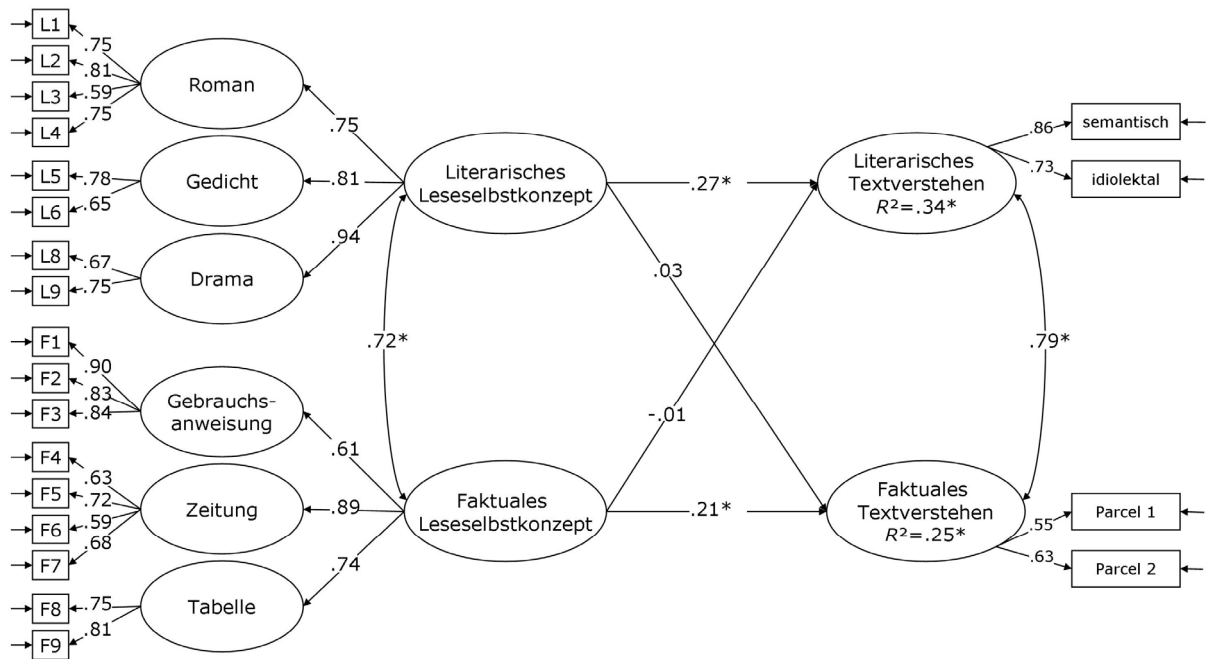 L1
L2
L3
L4
.75
.81
.59
.75
Roman
L5
L6
.78
.65
Gedicht
L8
L9
.67
.75
Drama
.75
.81
.94
Literarisches
Leseselbstkonzept
F1
F2
F3
.90
.83
.84
Gebrauchs-
anweisung
F4
F5
F6
F7
.63
.72
.59
.68
Zeitung
F8
F9
.75
.81
Tabelle
.61
.89
.74
Faktuales
Leseselbstkonzept
.72*
.27*
.03
-.01
.21*
Literarisches
Textverstehen
R²=.34*
.86
.73
semantisch
idiolektal
.79*
Faktuales
Textverstehen
R²=.25*
.55
.63
Parcel 1
Parcel 2